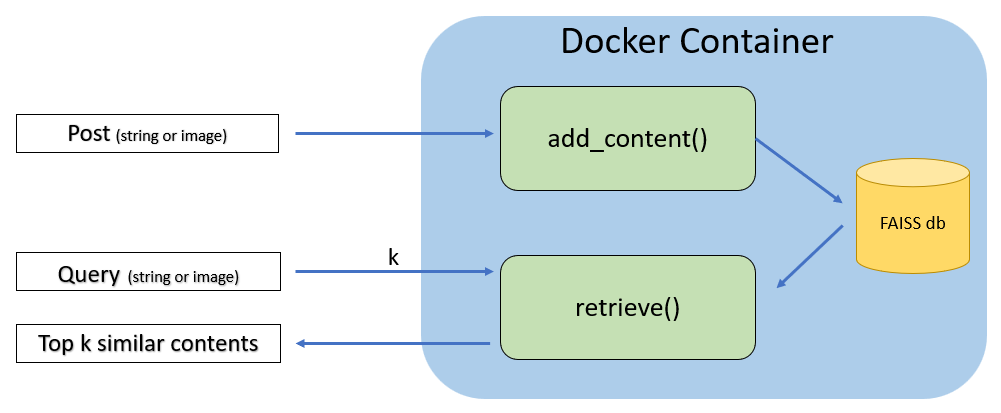 Docker Container
Post (string or image)
add_content()
FAISS db
k
Query (string or image)
retrieve()
Top k similar contents